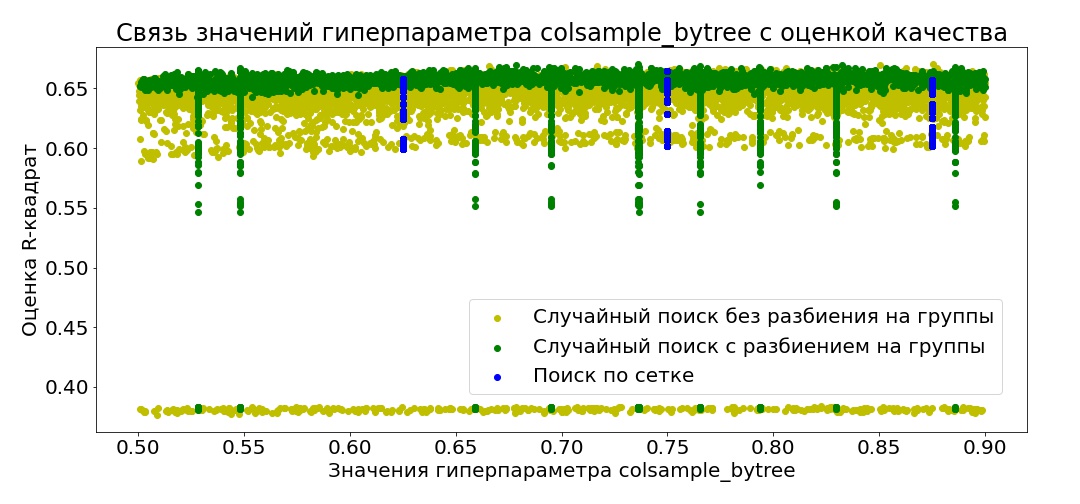 Связь значений гиперпараметра colsample_bytree с оценкой качества
Оценка R-квадрат
0.65
0.60
0.55
0.50
0.45
0.40
Случайный поиск без разбиения на группы
Случайный поиск с разбиением на группы
Поиск по сетке
0.50 0.55 0.60 0.65 0.70 0.75 0.80 0.85 0.90
Значения гиперпараметра colsample_bytree